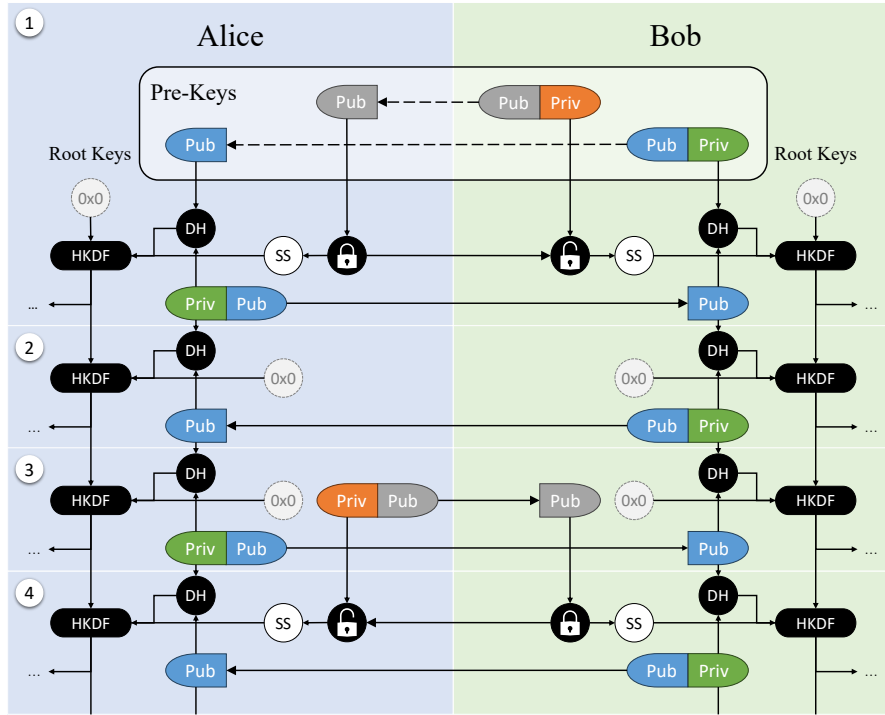 1
Alice Bob
Pre-Keys
Pub Pub Priv
Pub Pub Priv
Root Keys Root Keys
0x0 0x0
DH DH
HKDF SS SS HKDF
... Priv Pub Pub ...
2
DH DH
HKDF 0x0 0x0 HKDF
... Pub Pub Priv ...
3
DH DH
HKDF 0x0 Priv Pub Pub 0x0 HKDF
... Priv Pub Pub ...
4
DH DH
HKDF SS SS HKDF
... Pub Pub Priv ...